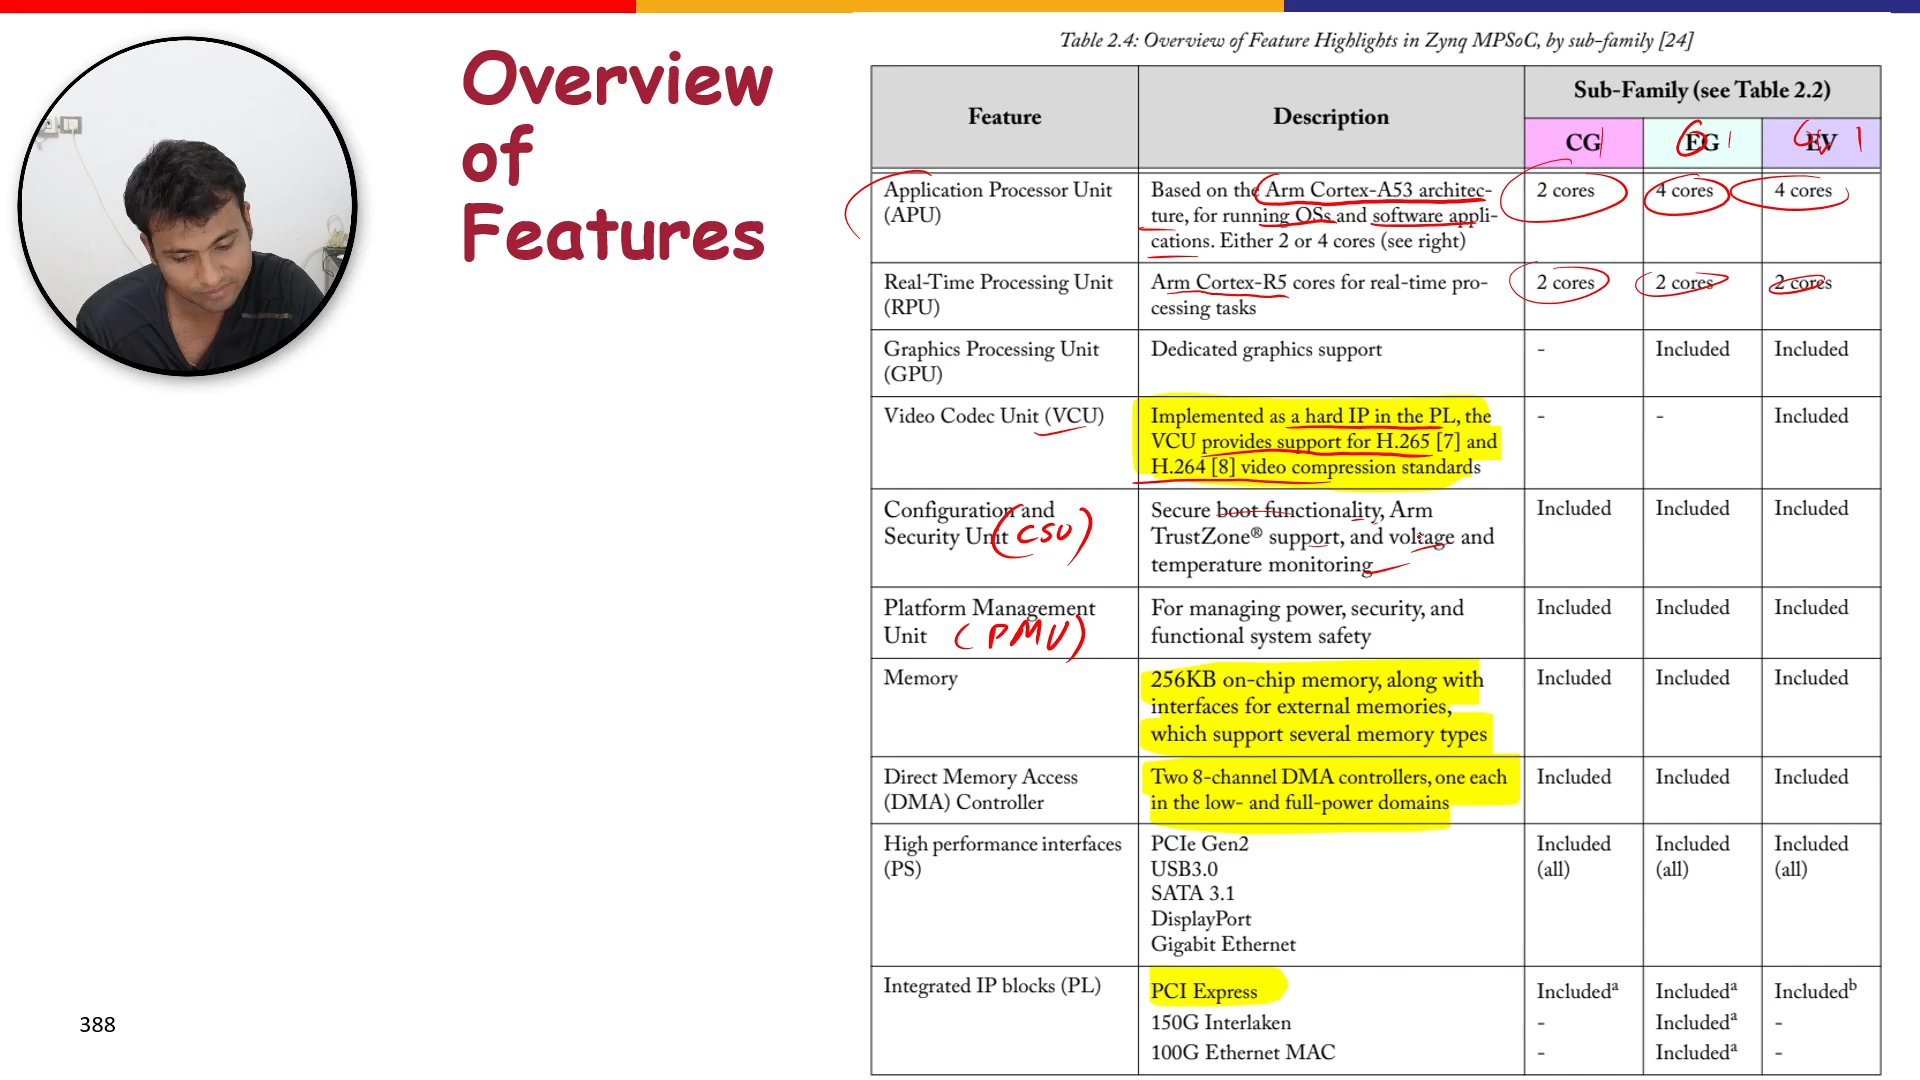 Overview
of
Features
388
Table 2.4: Overview of Feature Highlights in Zynq MPSoC, by sub-family [24]
Feature
Description
Sub-Family (see Table 2.2)
CG
EG
EV
Application Processor Unit
(APU)
Based on the Arm Cortex-A53 architec-
ture, for running OSs and software appli-
cations. Either 2 or 4 cores (see right)
2 cores
4 cores
4 cores
Real-Time Processing Unit
(RPU)
Arm Cortex-R5 cores for real-time pro-
cessing tasks
2 cores
2 cores
2 cores
Graphics Processing Unit
(GPU)
Dedicated graphics support
-
Included
Included
Video Codec Unit (VCU)
Implemented as a hard IP in the PL, the
VCU provides support for H.265 [7] and
H.264 [8] video compression standards
-
-
Included
Configuration and
Security Unit
(CSU)
Secure boot functionality, Arm
TrustZone® support, and voltage and
temperature monitoring
Included
Included
Included
Platform Management
Unit
(PMU)
For managing power, security, and
functional system safety
Included
Included
Included
Memory
256KB on-chip memory, along with
interfaces for external memories,
which support several memory types
Included
Included
Included
Direct Memory Access
(DMA) Controller
Two 8-channel DMA controllers, one each
in the low- and full-power domains
Included
Included
Included
High performance interfaces
(PS)
PCIe Gen2
USB3.0
SATA 3.1
DisplayPort
Gigabit Ethernet
Included
(all)
Included
(all)
Included
(all)
Integrated IP blocks (PL)
PCI Express
Includedᵃ
Includedᵃ
Includedᵇ
150G Interlaken
-
Includedᵃ
-
100G Ethernet MAC
-
Includedᵃ
-